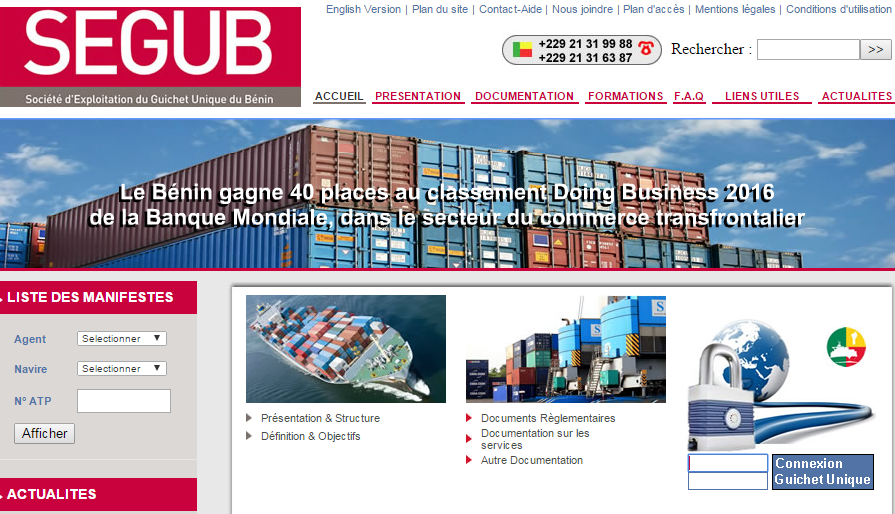 SEGUB
Société d'Exploitation du Guichet Unique du Bénin
English Version | Plan du site | Contact-Aide | Nous joindre | Plan d'accès | Mentions légales | Conditions d'utilisation
+229 21 31 99 88
+229 21 31 63 87
Rechercher :
>>
ACCUEIL PRESENTATION DOCUMENTATION FORMATIONS F.A.Q LIENS UTILES ACTUALITES
Le Bénin gagne 40 places au classement Doing Business 2016
de la Banque Mondiale, dans le secteur du commerce transfrontalier
LISTE DES MANIFESTES
Agent Selectionner
Navire Selectionner
N° ATP
Afficher
ACTUALITES
Présentation & Structure
Définition & Objectifs
S
Documents Règlementaires
Documentation sur les
services
Autre Documentation
Connexion
Guichet Unique